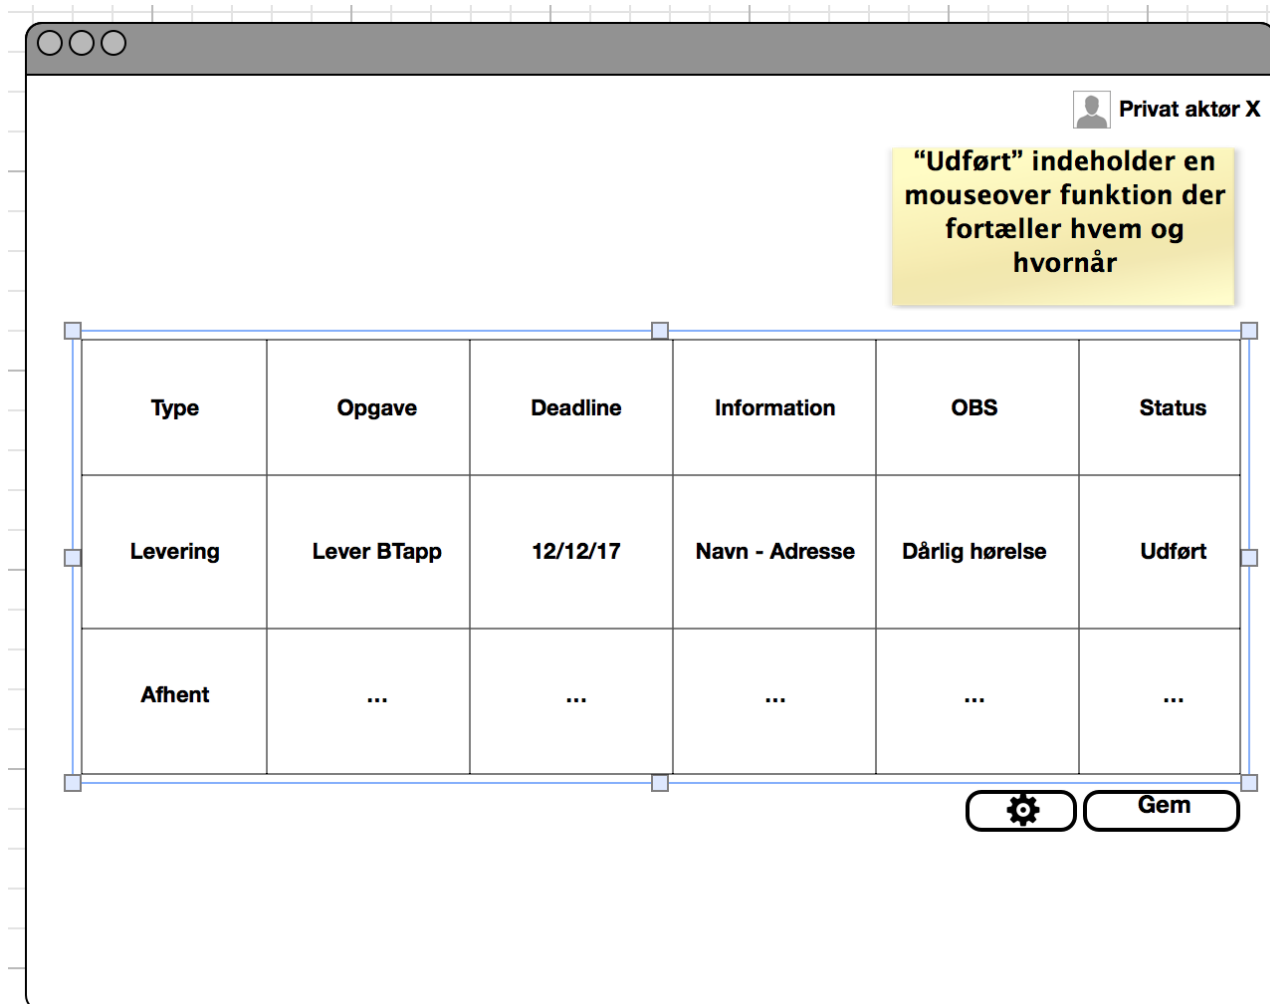 Privat aktør X
“Udført” indeholder en
mouseover funktion der
fortæller hvem og
hvornår
Type Opgave Deadline Information OBS Status
Levering Lever BTapp 12/12/17 Navn - Adresse Dårlig hørelse Udført
Afhent ... ... ... ... ...
Gem